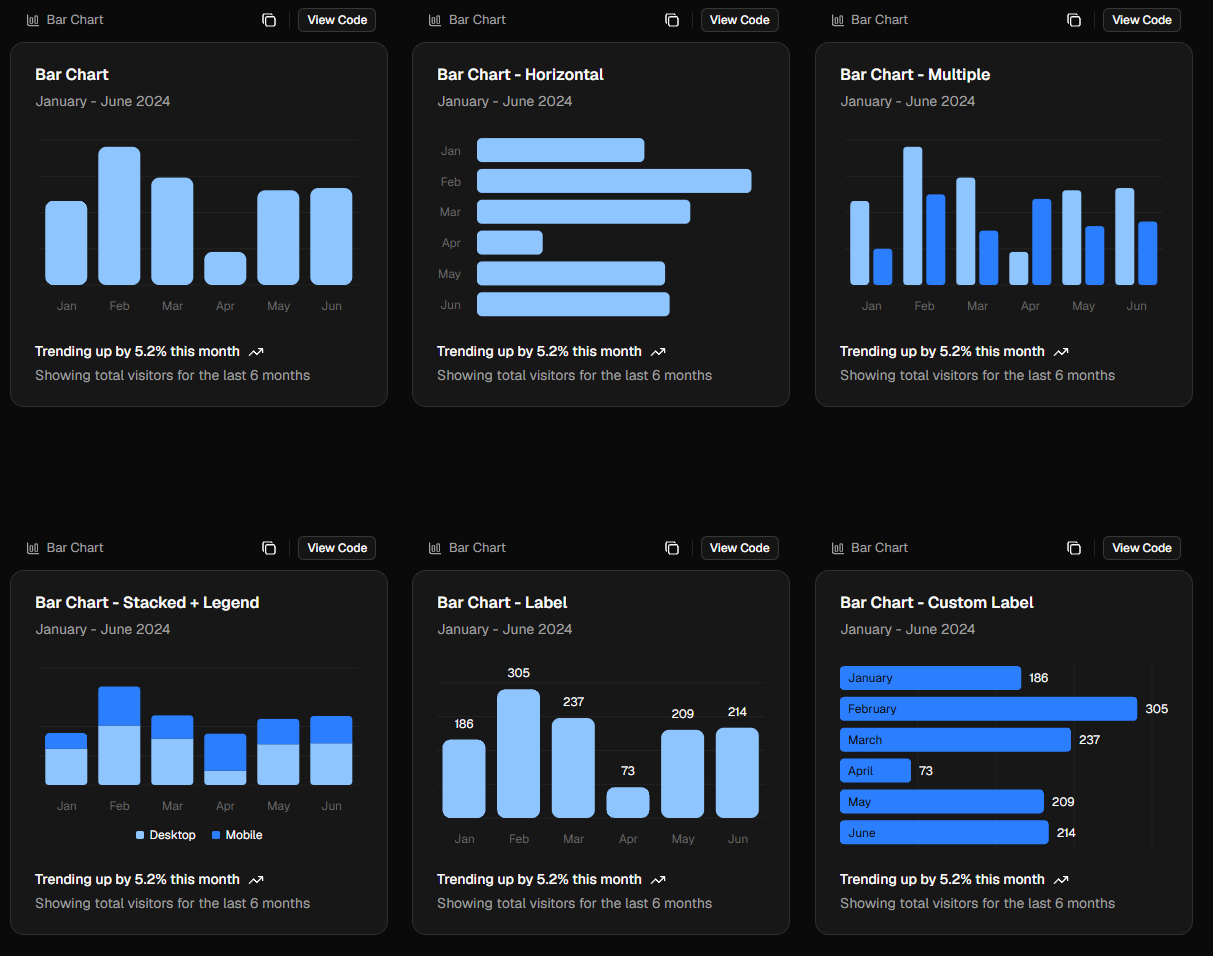 Bar Chart
View Code
Bar Chart
January - June 2024
Jan Feb Mar Apr May Jun
Trending up by 5.2% this month
Showing total visitors for the last 6 months
Bar Chart
View Code
Bar Chart - Horizontal
January - June 2024
Jan
Feb
Mar
Apr
May
Jun
Trending up by 5.2% this month
Showing total visitors for the last 6 months
Bar Chart
View Code
Bar Chart - Multiple
January - June 2024
Jan Feb Mar Apr May Jun
Trending up by 5.2% this month
Showing total visitors for the last 6 months
Bar Chart
View Code
Bar Chart - Stacked + Legend
January - June 2024
Jan Feb Mar Apr May Jun
Desktop Mobile
Trending up by 5.2% this month
Showing total visitors for the last 6 months
Bar Chart
View Code
Bar Chart - Label
January - June 2024
186 305 237 73 209 214
Jan Feb Mar Apr May Jun
Trending up by 5.2% this month
Showing total visitors for the last 6 months
Bar Chart
View Code
Bar Chart - Custom Label
January - June 2024
January 186
February 305
March 237
April 73
May 209
June 214
Trending up by 5.2% this month
Showing total visitors for the last 6 months